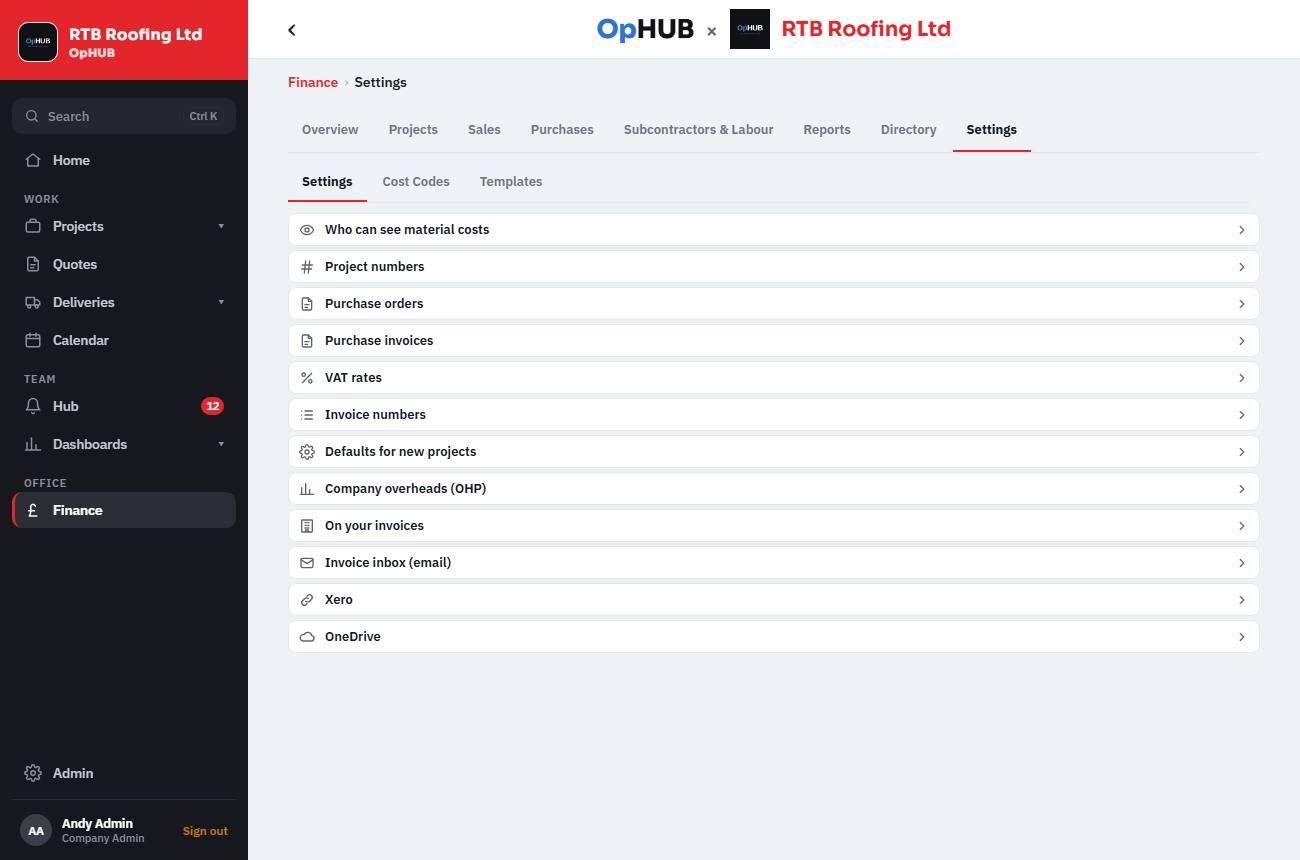 RTB Roofing Ltd
OpHUB
Search Ctrl K
Home
WORK
Projects
Quotes
Deliveries
Calendar
TEAM
Hub 12
Dashboards
OFFICE
Finance
Admin
AA Andy Admin
Company Admin
Sign out
OpHUB × OpHUB RTB Roofing Ltd
Finance › Settings
Overview Projects Sales Purchases Subcontractors & Labour Reports Directory Settings
Settings Cost Codes Templates
Who can see material costs
Project numbers
Purchase orders
Purchase invoices
VAT rates
Invoice numbers
Defaults for new projects
Company overheads (OHP)
On your invoices
Invoice inbox (email)
Xero
OneDrive